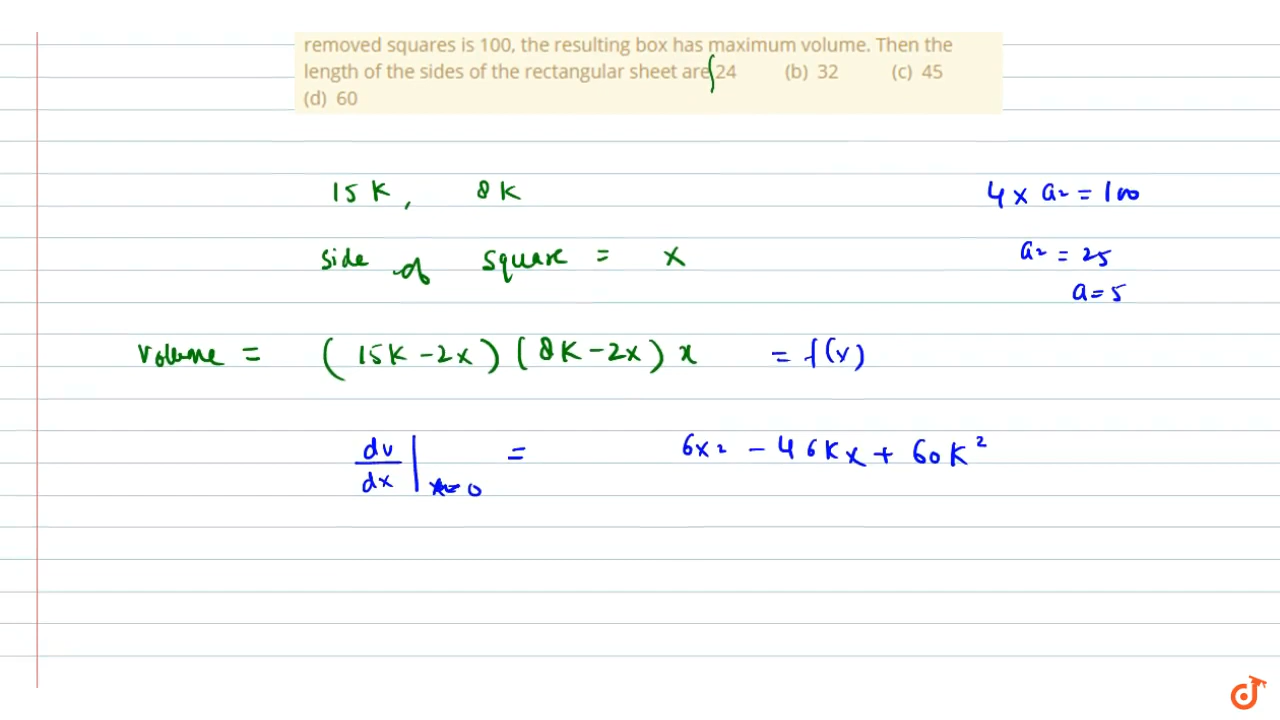 removed squares is 100, the resulting box has maximum volume. Then the
length of the sides of the rectangular sheet are 24 (b) 32 (c) 45
(d) 60
15K, 8K
4 x a2 = 100
side of square = x
a2 = 25
a=5
volume = (15K-2x) (8K-2x) x = f(x)
dv/dx |x=0 = 6x2 - 46Kx + 60K²